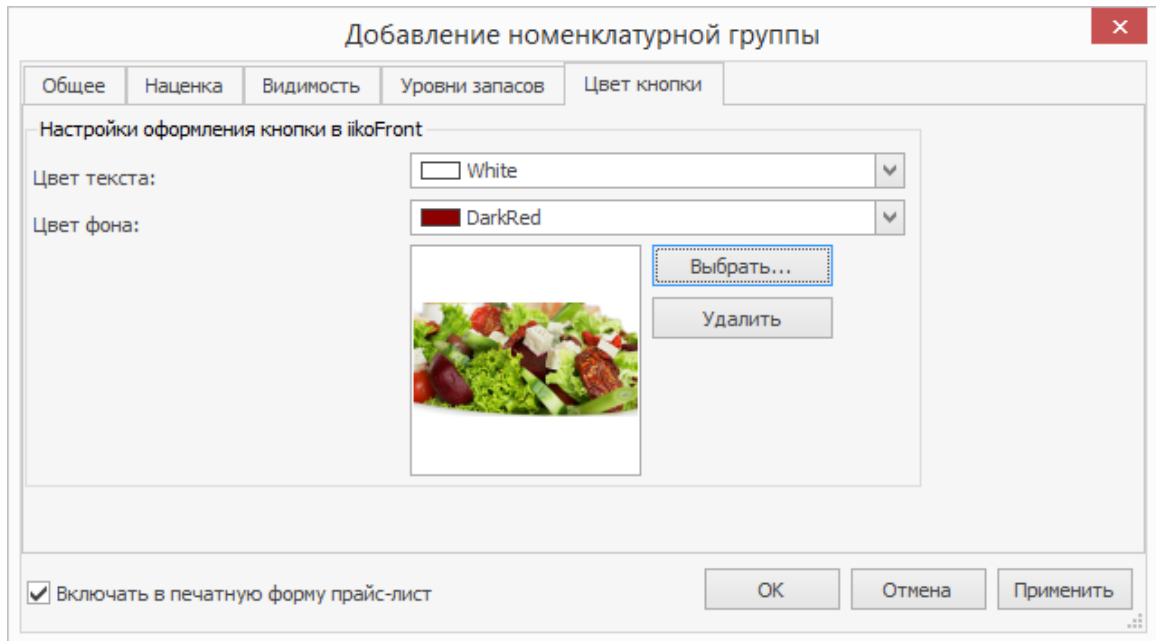 Добавление номенклатурной группы
Общее Наценка Видимость Уровни запасов Цвет кнопки
Настройки оформления кнопки в iikoFront
Цвет текста: White
Цвет фона: DarkRed
Выбрать...
Удалить
Включать в печатную форму прайс-лист OK Отмена Применить